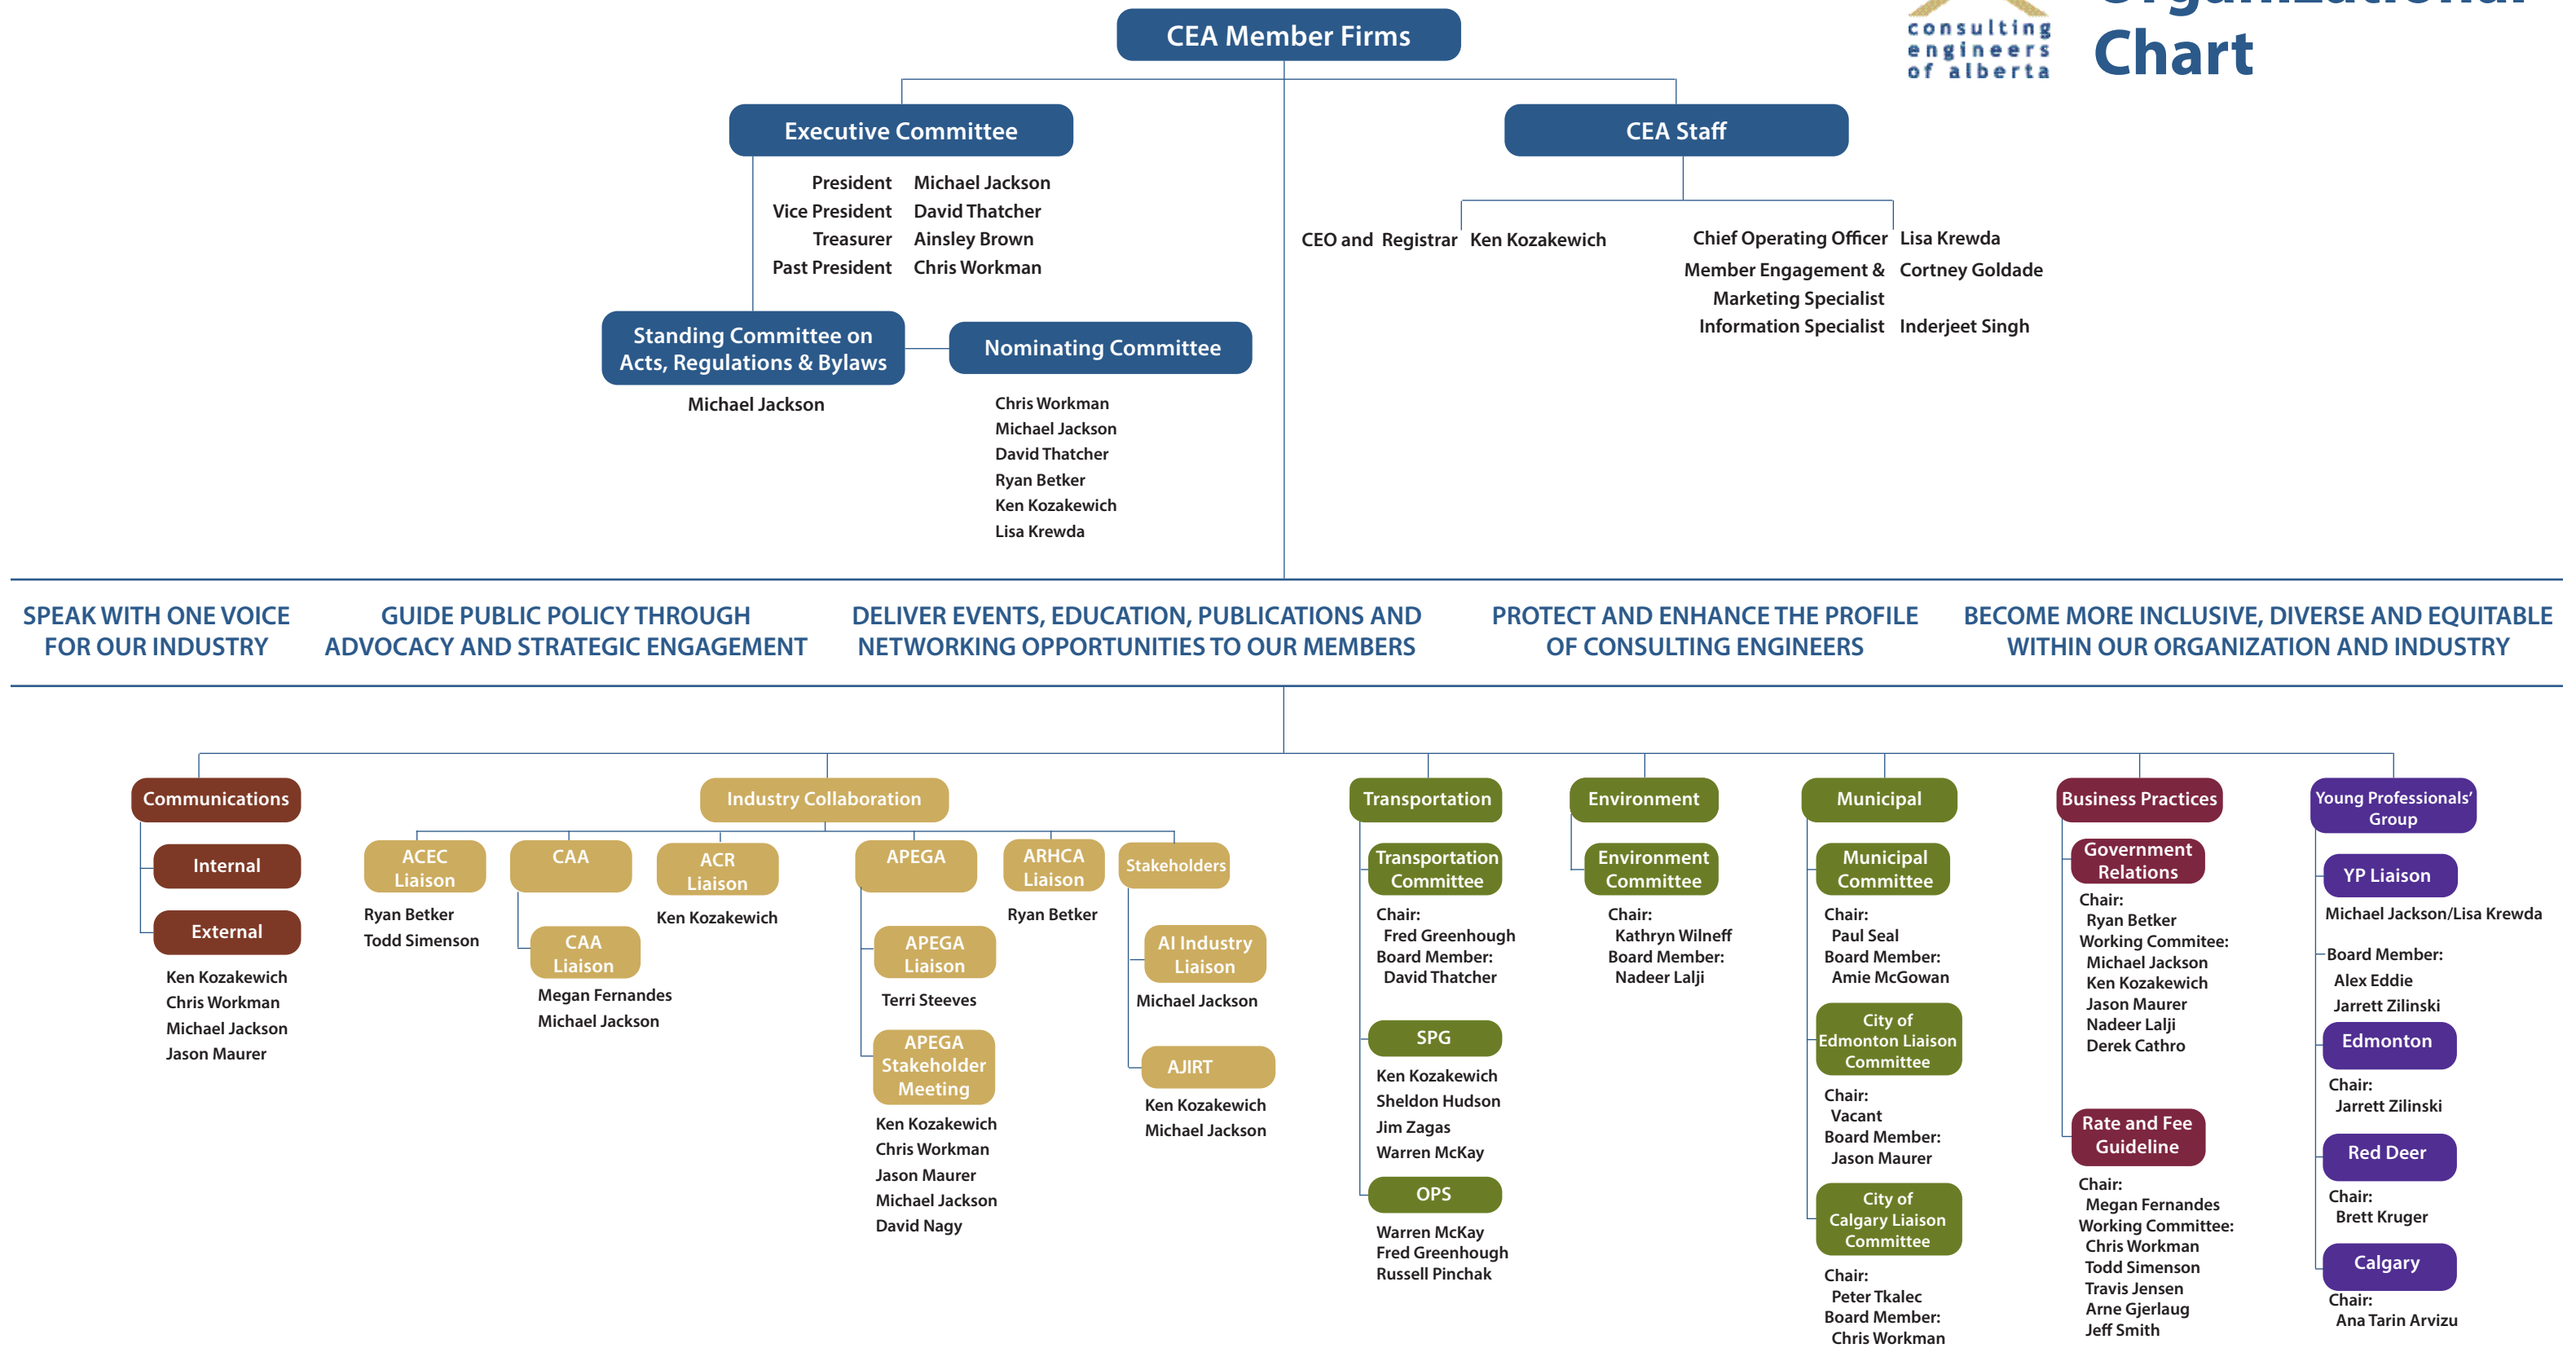 CEA Member Firms
consulting
engineers
of alberta
Organizational
Chart
Executive Committee
President Michael Jackson
Vice President David Thatcher
Treasurer Ainsley Brown
Past President Chris Workman
CEA Staff
CEO and Registrar Ken Kozakewich
Chief Operating Officer Lisa Krewda
Member Engagement & Cortney Goldade
Marketing Specialist
Information Specialist Inderjeet Singh
Standing Committee on
Acts, Regulations & Bylaws
Michael Jackson
Nominating Committee
Chris Workman
Michael Jackson
David Thatcher
Ryan Betker
Ken Kozakewich
Lisa Krewda
SPEAK WITH ONE VOICE
FOR OUR INDUSTRY
GUIDE PUBLIC POLICY THROUGH
ADVOCACY AND STRATEGIC ENGAGEMENT
DELIVER EVENTS, EDUCATION, PUBLICATIONS AND
NETWORKING OPPORTUNITIES TO OUR MEMBERS
PROTECT AND ENHANCE THE PROFILE
OF CONSULTING ENGINEERS
BECOME MORE INCLUSIVE, DIVERSE AND EQUITABLE
WITHIN OUR ORGANIZATION AND INDUSTRY
Communications
Internal
External
Ken Kozakewich
Chris Workman
Michael Jackson
Jason Maurer
Industry Collaboration
ACEC
Liaison
Ryan Betker
Todd Simenson
CAA
CAA
Liaison
Megan Fernandes
Michael Jackson
ACR
Liaison
Ken Kozakewich
APEGA
APEGA
Liaison
Terri Steeves
APEGA
Stakeholder
Meeting
Ken Kozakewich
Chris Workman
Jason Maurer
Michael Jackson
David Nagy
ARHCA
Liaison
Ryan Betker
Stakeholders
AI Industry
Liaison
Michael Jackson
AJIRT
Ken Kozakewich
Michael Jackson
Transportation
Transportation
Committee
Chair:
Fred Greenhough
Board Member:
David Thatcher
SPG
Ken Kozakewich
Sheldon Hudson
Jim Zagas
Warren McKay
OPS
Warren McKay
Fred Greenhough
Russell Pinchak
Environment
Environment
Committee
Chair:
Kathryn Wilneff
Board Member:
Nadeer Lalji
Municipal
Municipal
Committee
Chair:
Paul Seal
Board Member:
Amie McGowan
City of
Edmonton Liaison
Committee
Chair:
Vacant
Board Member:
Jason Maurer
City of
Calgary Liaison
Committee
Chair:
Peter Tkalec
Board Member:
Chris Workman
Business Practices
Government
Relations
Chair:
Ryan Betker
Working Commitee:
Michael Jackson
Ken Kozakewich
Jason Maurer
Nadeer Lalji
Derek Cathro
Rate and Fee
Guideline
Chair:
Megan Fernandes
Working Committee:
Chris Workman
Todd Simenson
Travis Jensen
Arne Gjerlaug
Jeff Smith
Young Professionals'
Group
YP Liaison
Michael Jackson/Lisa Krewda
Board Member:
Alex Eddie
Jarrett Zilinski
Edmonton
Chair:
Jarrett Zilinski
Red Deer
Chair:
Brett Kruger
Calgary
Chair:
Ana Tarin Arvizu